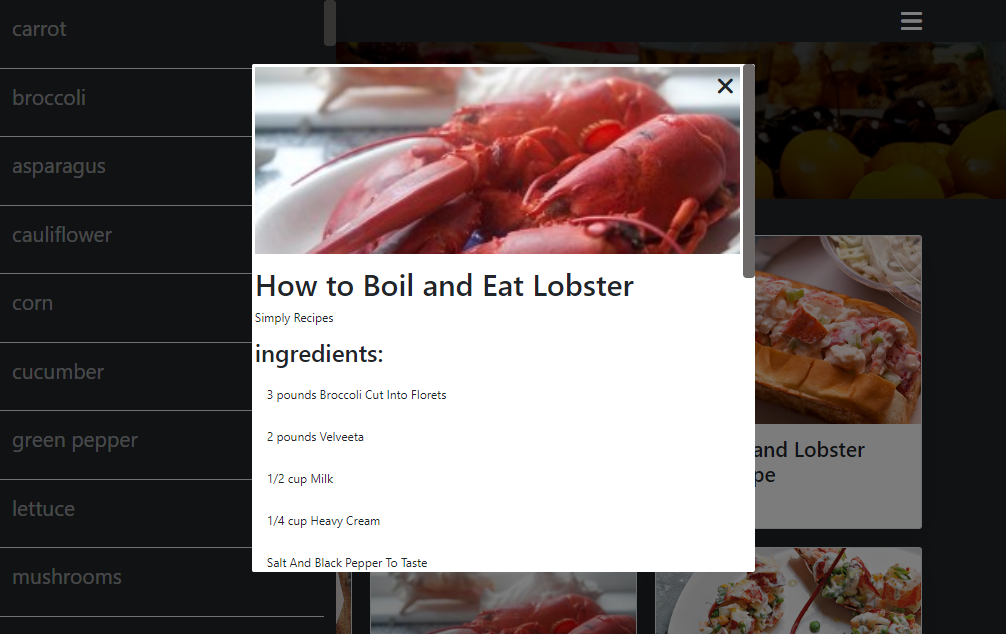 carrot
broccoli
asparagus
cauliflower
corn
cucumber
green pepper
lettuce
mushrooms
How to Boil and Eat Lobster
Simply Recipes
ingredients:
3 pounds Broccoli Cut Into Florets
2 pounds Velveeta
1/2 cup Milk
1/4 cup Heavy Cream
Salt And Black Pepper To Taste
and Lobster